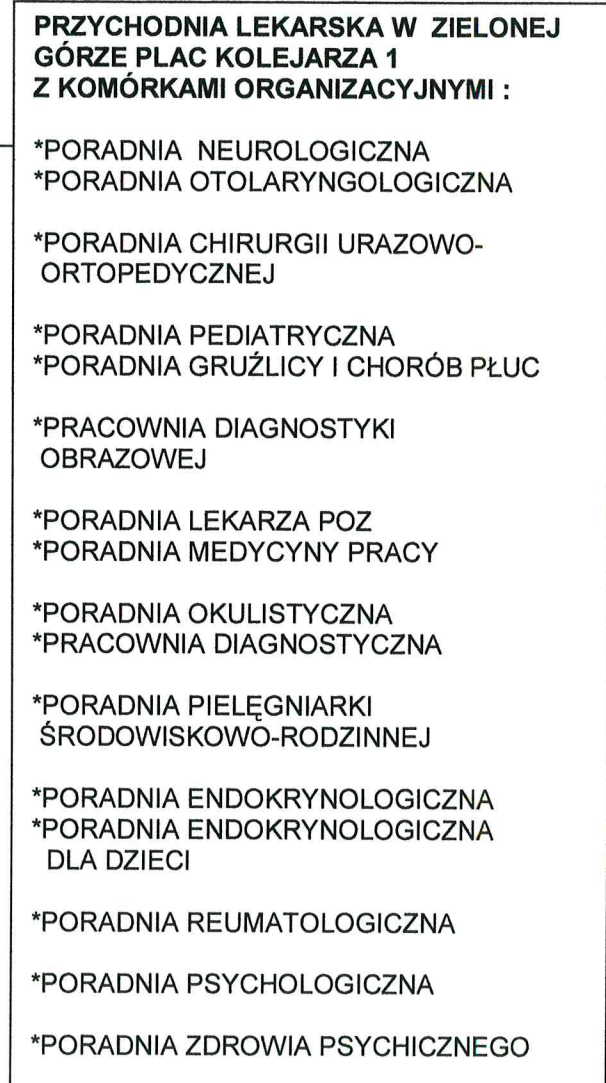 PRZYCHODNIA LEKARSKA W ZIELONEJ
GÓRZE PLAC KOLEJARZA 1
Z KOMÓRKAMI ORGANIZACYJNYMI :
*PORADNIA NEUROLOGICZNA
*PORADNIA OTOLARYNGOLOGICZNA
*PORADNIA CHIRURGII URAZOWO-
ORTOPEDYCZNEJ
*PORADNIA PEDIATRYCZNA
*PORADNIA GRUŹLICY I CHORÓB PŁUC
*PRACOWNIA DIAGNOSTYKI
OBRAZOWEJ
*PORADNIA LEKARZA POZ
*PORADNIA MEDYCYNY PRACY
*PORADNIA OKULISTYCZNA
*PRACOWNIA DIAGNOSTYCZNA
*PORADNIA PIELĘGNIARKI
ŚRODOWISKOWO-RODZINNEJ
*PORADNIA ENDOKRYNOLOGICZNA
*PORADNIA ENDOKRYNOLOGICZNA
DLA DZIECI
*PORADNIA REUMATOLOGICZNA
*PORADNIA PSYCHOLOGICZNA
*PORADNIA ZDROWIA PSYCHICZNEGO